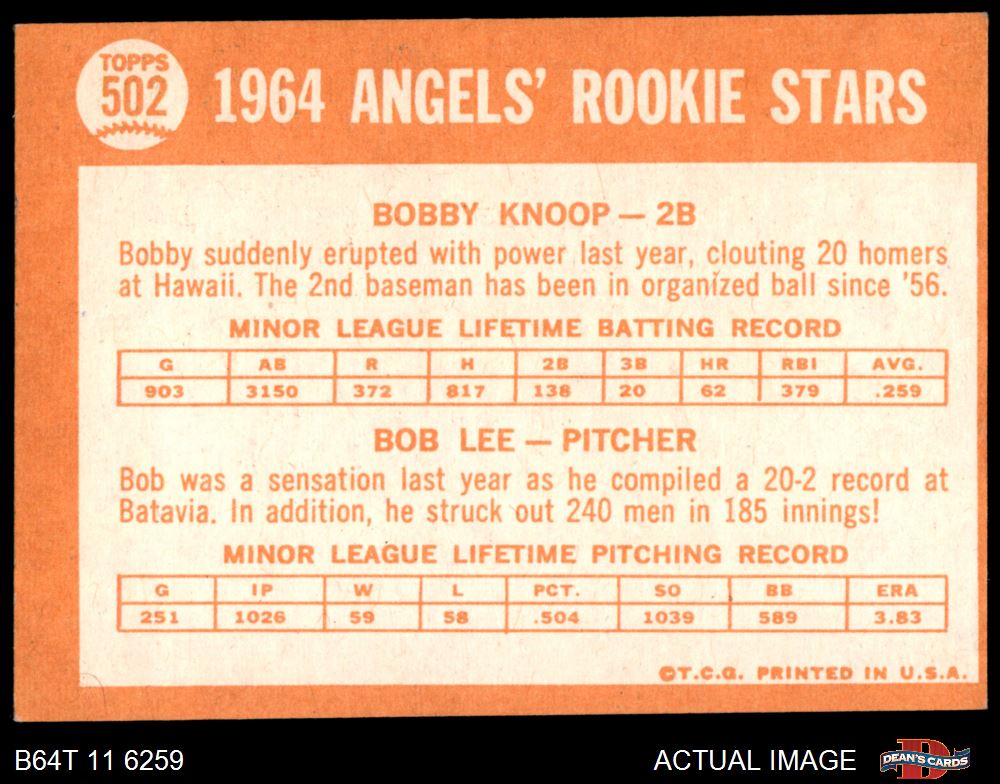 TOPPS
502
1964 ANGELS' ROOKIE STARS
BOBBY KNOOP — 2B
Bobby suddenly erupted with power last year, clouting 20 homers
at Hawaii. The 2nd baseman has been in organized ball since '56.
MINOR LEAGUE LIFETIME BATTING RECORD
G AB R H 2B 3B HR RBI AVG.
903 3150 372 817 138 20 62 379 .259
BOB LEE — PITCHER
Bob was a sensation last year as he compiled a 20-2 record at
Batavia. In addition, he struck out 240 men in 185 innings!
MINOR LEAGUE LIFETIME PITCHING RECORD
G IP W L PCT. SO BB ERA
251 1026 59 58 .504 1039 589 3.83
©T.C.G. PRINTED IN U.S.A.
B64T 11 6259 ACTUAL IMAGE
D
DEAN'S CARDS